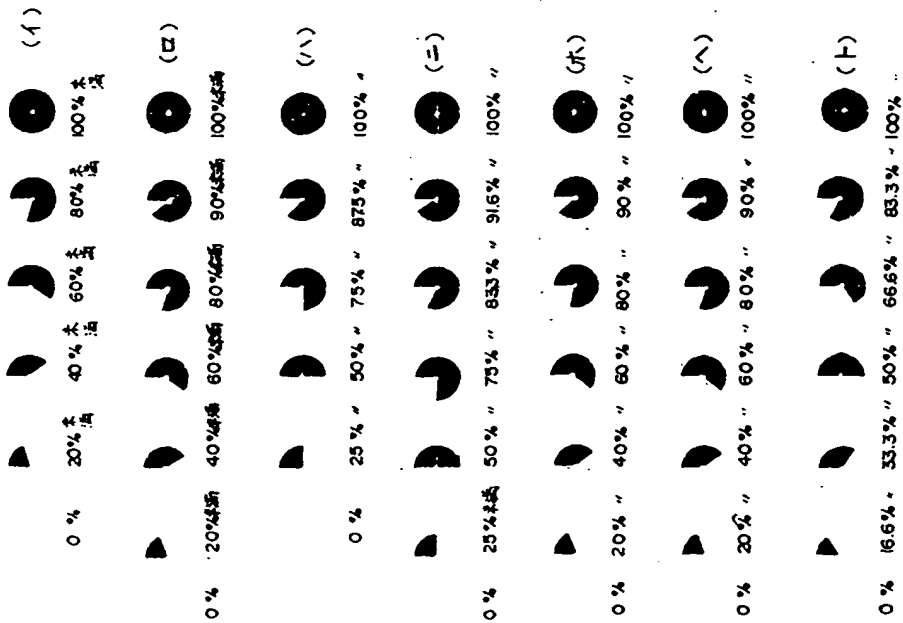 (イ)
0% 20%未満 40%未満 60%未満 80%未満 100%未満
(ロ)
0% 20%未満 40%未満 60%未満 80%未満 90%未満 100%未満
(ハ)
0% 25%〃 50%〃 75%〃 87.5%〃 100%〃
(ニ)
0% 25%未満 50%〃 75%〃 83.3%〃 91.6%〃 100%〃
(ホ)
0% 20%〃 40%〃 60%〃 80%〃 90%〃 100%〃
(ヘ)
0% 20%〃 40%〃 60%〃 80%〃 90%〃 100%〃
(ト)
0% 16.6%〃 33.3%〃 50%〃 66.6%〃 83.3%〃 100%〃